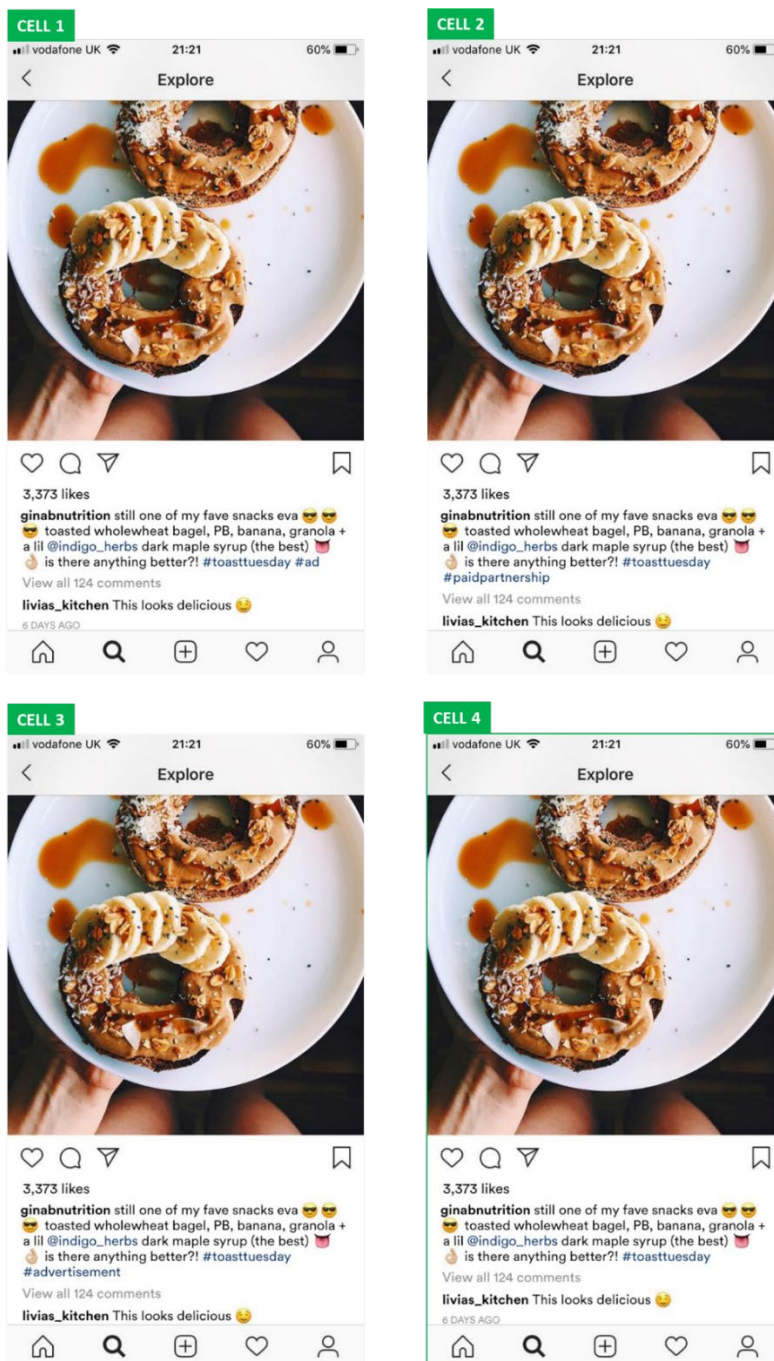 CELL 1
vodafone UK 21:21 60%
Explore
3,373 likes
ginabnutrition still one of my fave snacks eva 😎😎
😎 toasted wholewheat bagel, PB, banana, granola +
a lil @indigo_herbs dark maple syrup (the best) 👅
👌🏼 is there anything better?! #toasttuesday #ad
View all 124 comments
livias_kitchen This looks delicious 😋
6 DAYS AGO
CELL 2
vodafone UK 21:21 60%
Explore
3,373 likes
ginabnutrition still one of my fave snacks eva 😎😎
😎 toasted wholewheat bagel, PB, banana, granola +
a lil @indigo_herbs dark maple syrup (the best) 👅
👌🏼 is there anything better?! #toasttuesday
#paidpartnership
View all 124 comments
livias_kitchen This looks delicious 😋
CELL 3
vodafone UK 21:21 60%
Explore
3,373 likes
ginabnutrition still one of my fave snacks eva 😎😎
😎 toasted wholewheat bagel, PB, banana, granola +
a lil @indigo_herbs dark maple syrup (the best) 👅
👌🏼 is there anything better?! #toasttuesday
#advertisement
View all 124 comments
livias_kitchen This looks delicious 😋
CELL 4
vodafone UK 21:21 60%
Explore
3,373 likes
ginabnutrition still one of my fave snacks eva 😎😎
😎 toasted wholewheat bagel, PB, banana, granola +
a lil @indigo_herbs dark maple syrup (the best) 👅
👌🏼 is there anything better?! #toasttuesday
View all 124 comments
livias_kitchen This looks delicious 😋
6 DAYS AGO